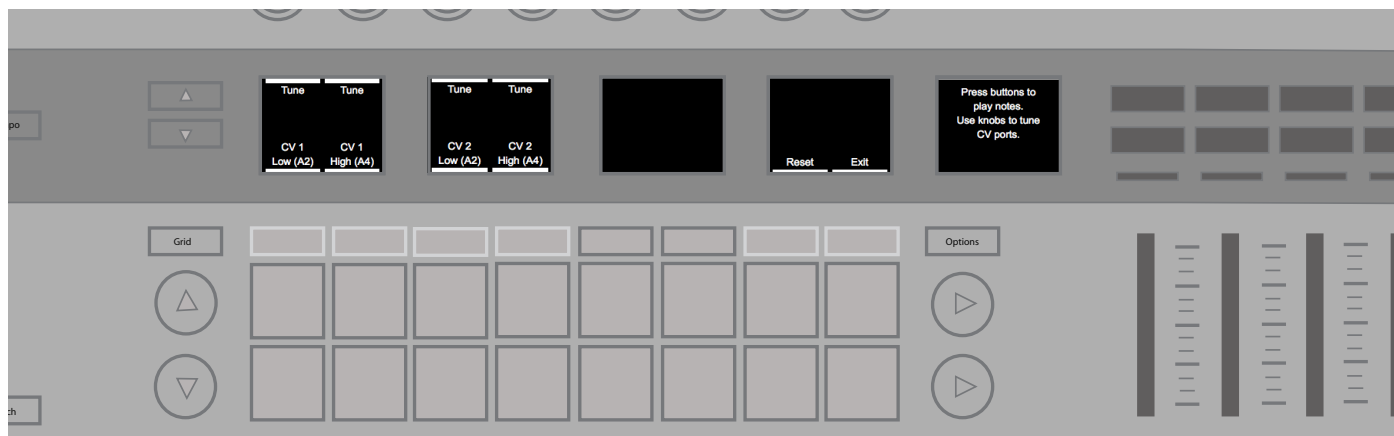 Tune Tune
CV 1 CV 1
Low (A2) High (A4)
Tune Tune
CV 2 CV 2
Low (A2) High (A4)
Reset Exit
Press buttons to
play notes.
Use knobs to tune
CV ports.
po
Grid
Options
ch